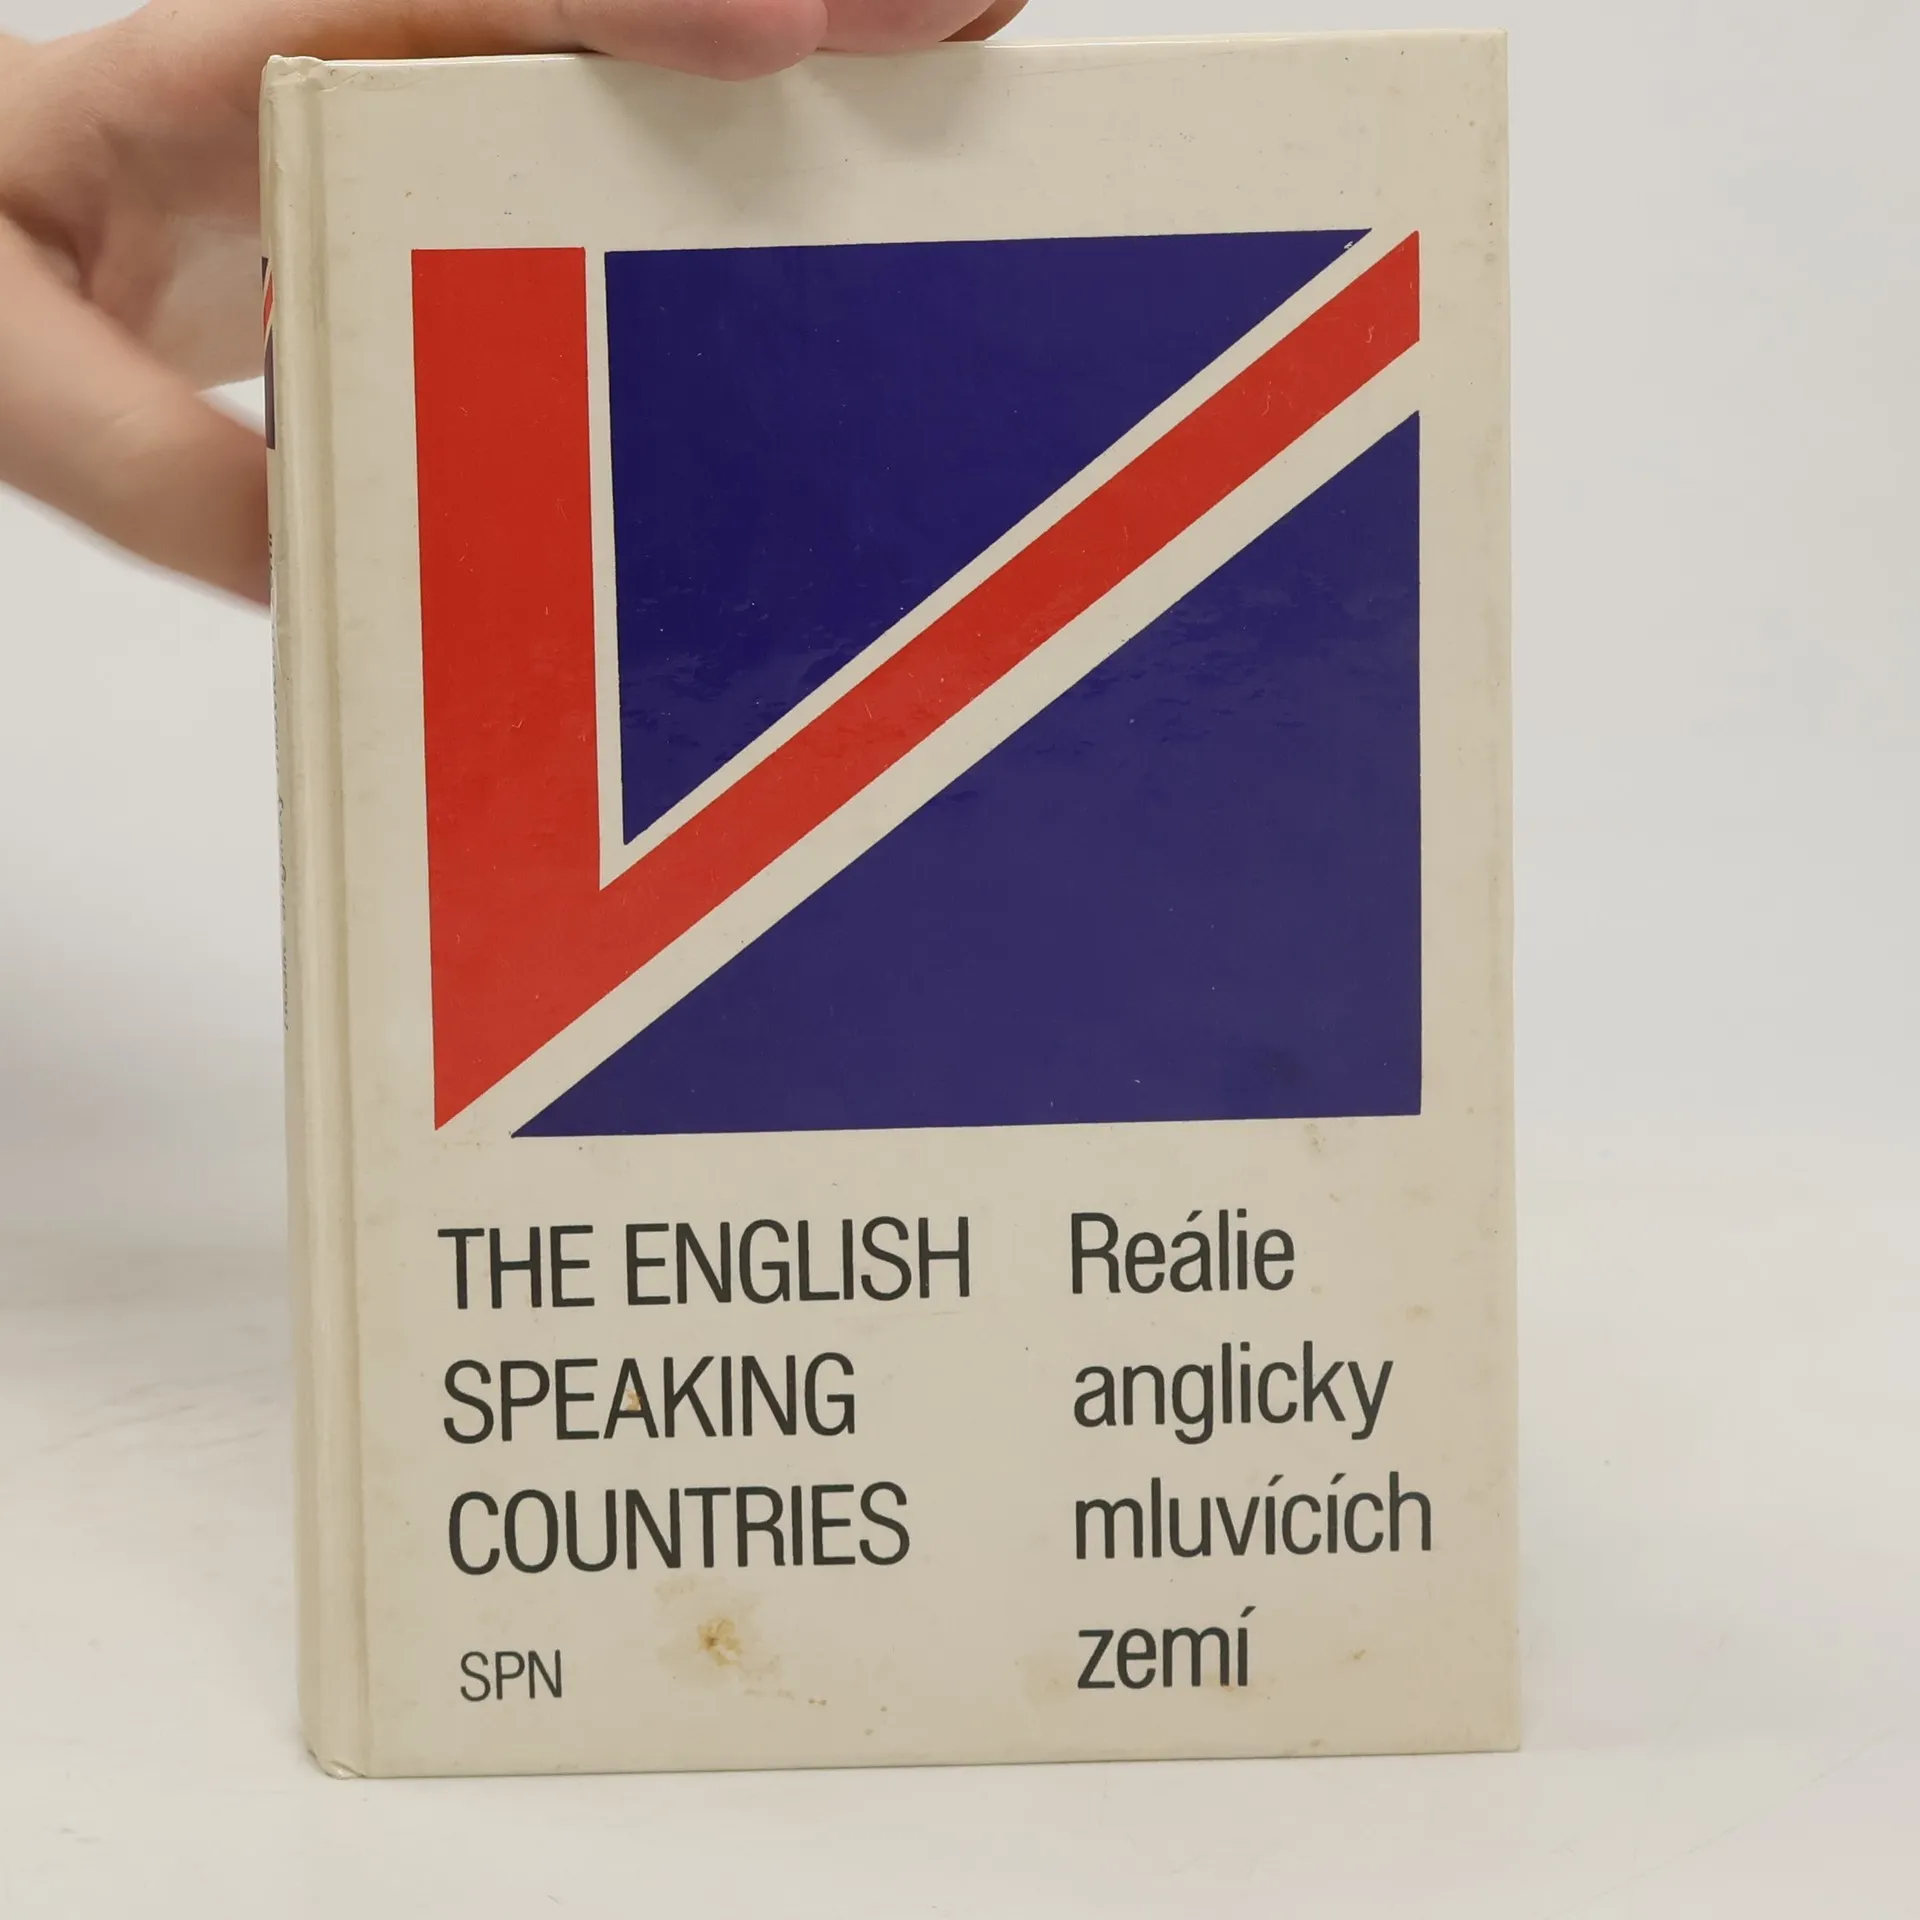 THE ENGLISH
SPEAKING
COUNTRIES
SPN
Reálie
anglicky
mluvících
zemí